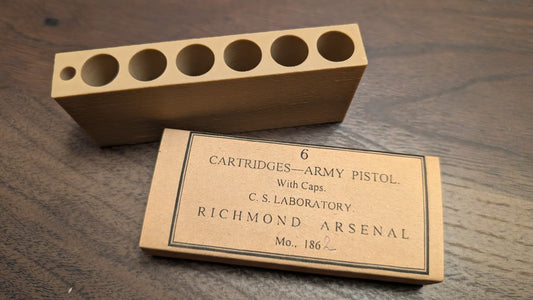 6
CARTRIDGES—ARMY PISTOL.
With Caps.
C. S. LABORATORY.
RICHMOND ARSENAL
Mo., 1862